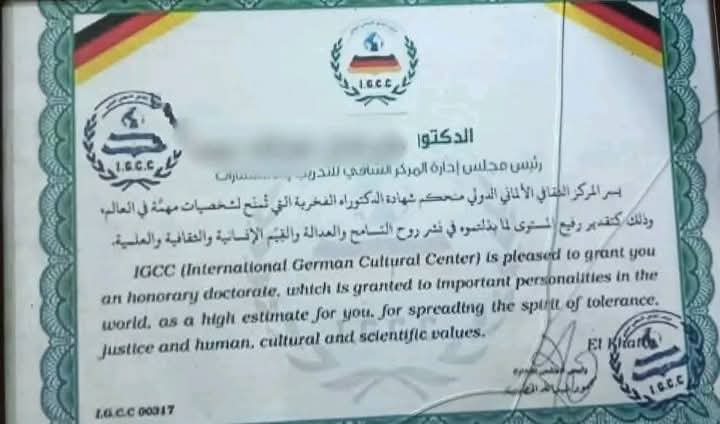 I.G.C.C
I.G.C.C
الدكتور
رئيس مجلس إدارة المركز الثقافي للتدريب
يسر المركز الثقافي الألماني الدولي منحكم شهادة الدكتوراه الفخرية التي تُمنح لشخصيات مهمَّة في العالم،
وذلك كتقدير رفيع المستوى لما بذلتموه في نشر روح التسامح والعدالة والقِيَم الإنسانية والثقافية والعلمية.
IGCC (International German Cultural Center) is pleased to grant you
an honorary doctorate, which is granted to important personalities in the
world, as a high estimate for you, for spreading the spirit of tolerance,
justice and human, cultural and scientific values.
I.G.C.C
El
I.G.C.C
I.G.C.C 00317